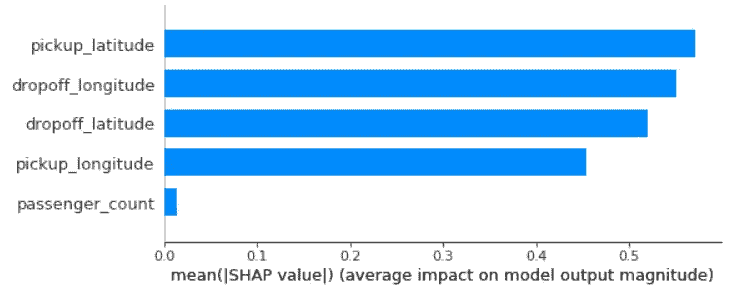 pickup_latitude
dropoff_longitude
dropoff_latitude
pickup_longitude
passenger_count
0.0 0.1 0.2 0.3 0.4 0.5
mean(|SHAP value|) (average impact on model output magnitude)